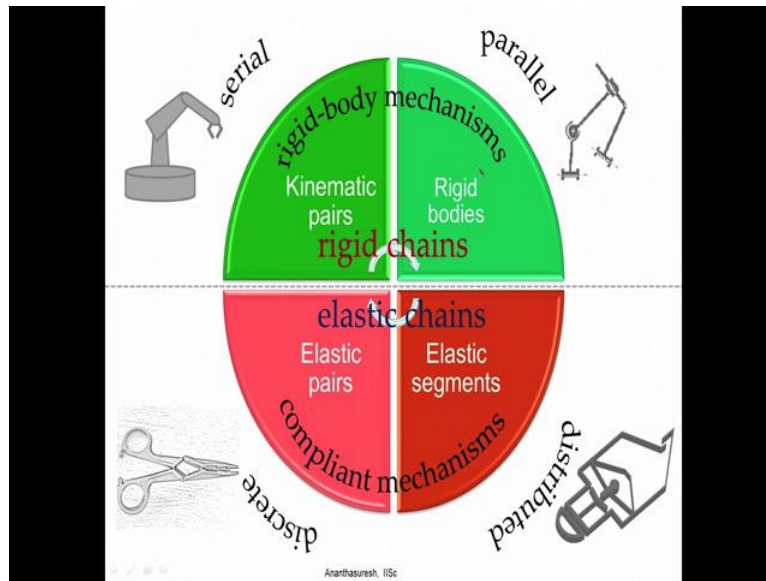 serial
parallel
rigid-body mechanisms
Kinematic
pairs
Rigid
bodies
rigid chains
elastic chains
Elastic
pairs
Elastic
segments
compliant mechanisms
discrete
distributed
Ananthasuresh, IISc